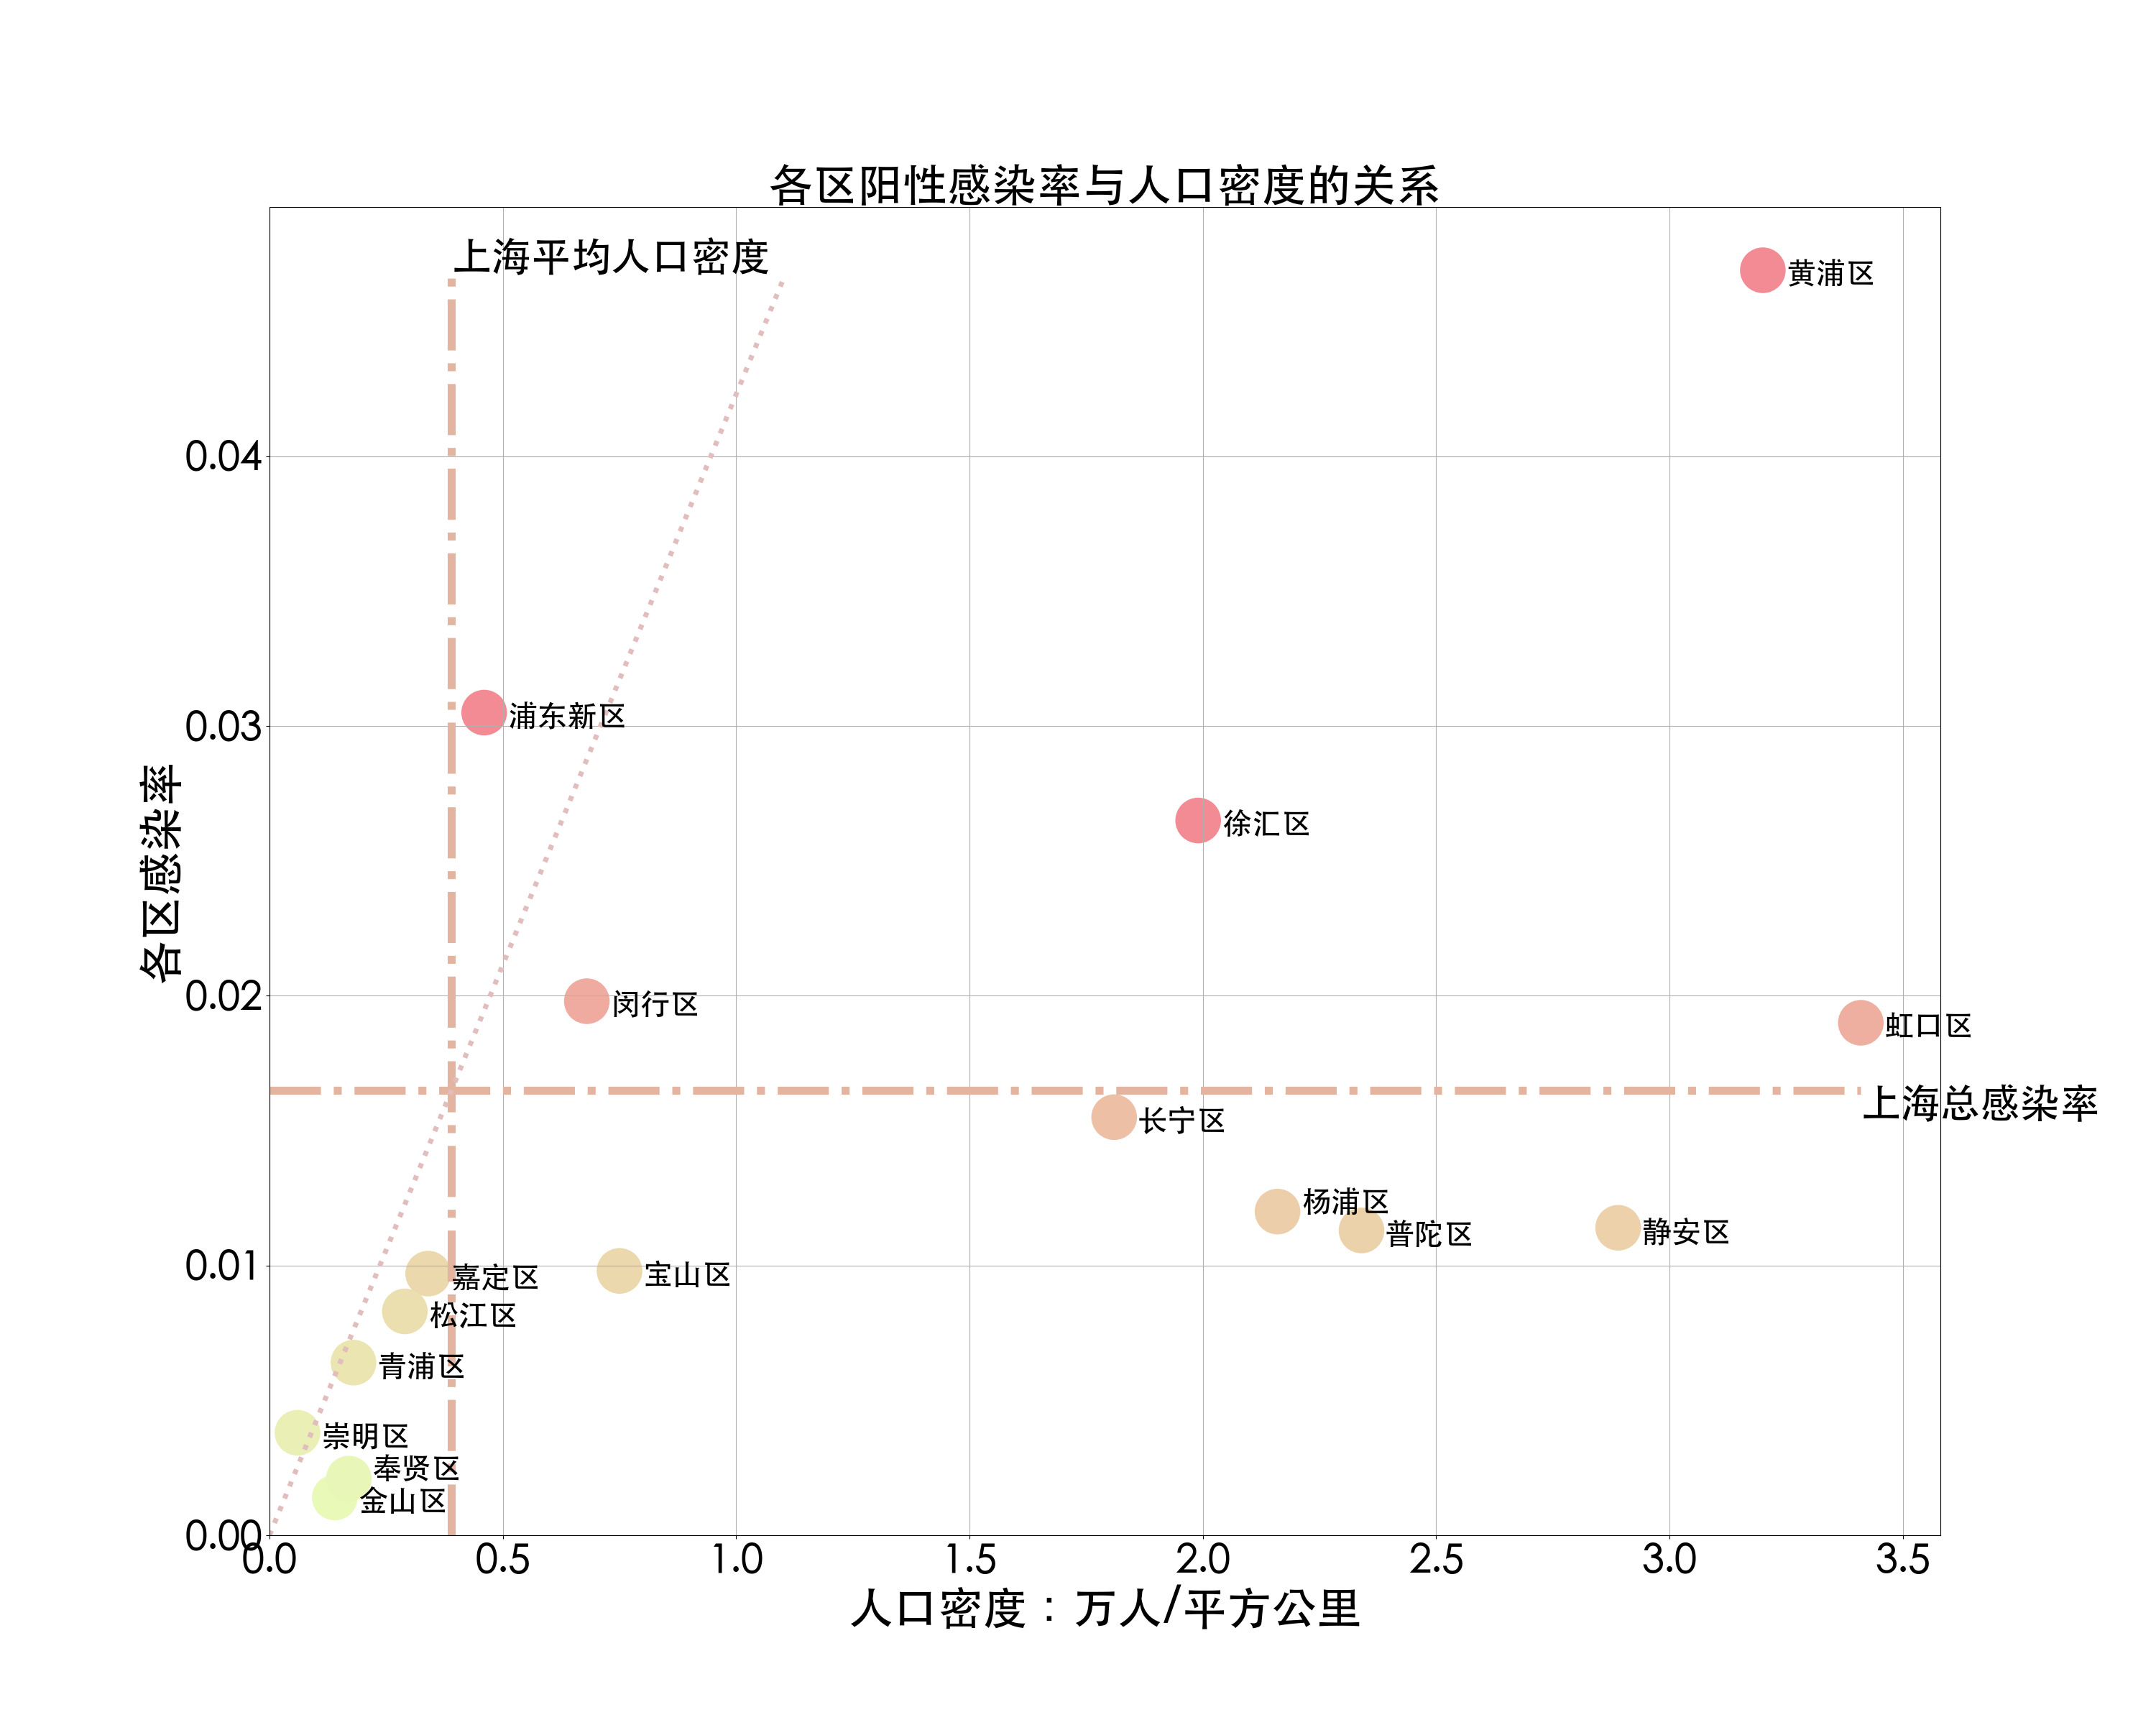 各区阳性感染率与人口密度的关系
上海平均人口密度
黄浦区
0.04
浦东新区
0.03
徐汇区
各区感染率
闵行区
0.02
虹口区
上海总感染率
长宁区
杨浦区
普陀区
静安区
0.01
嘉定区
宝山区
松江区
青浦区
崇明区
奉贤区
金山区
0.00
0.0 0.5 1.0 1.5 2.0 2.5 3.0 3.5
人口密度：万人/平方公里